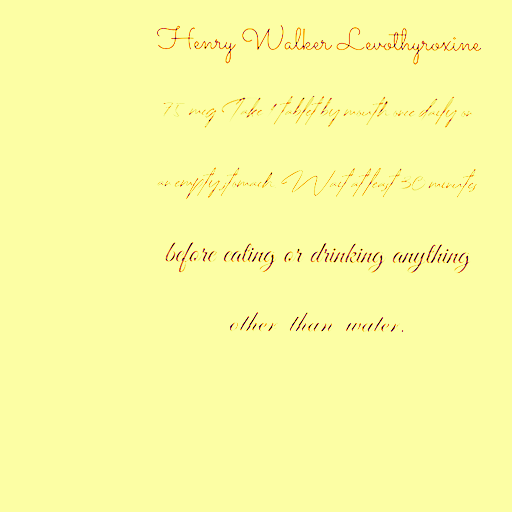 Henry Walker Levothyroxine
75 mcg Take 1 tablet by mouth once daily on
an empty stomach. Wait at least 30 minutes
before eating or drinking anything
other than water.